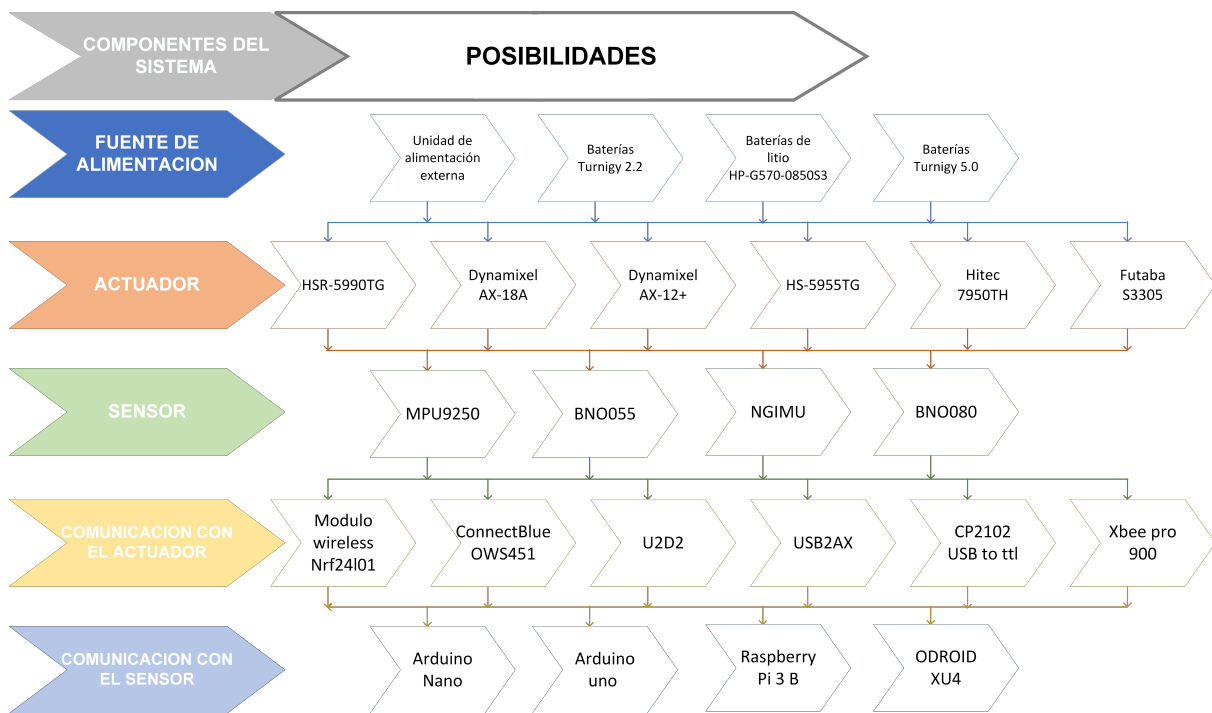 COMPONENTES DEL
SISTEMA
POSIBILIDADES
FUENTE DE
ALIMENTACION
Unidad de
alimentación
externa
Baterías
Turnigy 2.2
Baterías de
litio
HP-G570-0850S3
Baterías
Turnigy 5.0
ACTUADOR
HSR-5990TG
Dynamixel
AX-18A
Dynamixel
AX-12+
HS-5955TG
Hitec
7950TH
Futaba
S3305
SENSOR
MPU9250
BNO055
NGIMU
BNO080
COMUNICACION CON
EL ACTUADOR
Modulo
wireless
Nrf24l01
ConnectBlue
OWS451
U2D2
USB2AX
CP2102
USB to ttl
Xbee pro
900
COMUNICACION CON
EL SENSOR
Arduino
Nano
Arduino
uno
Raspberry
Pi 3 B
ODROID
XU4